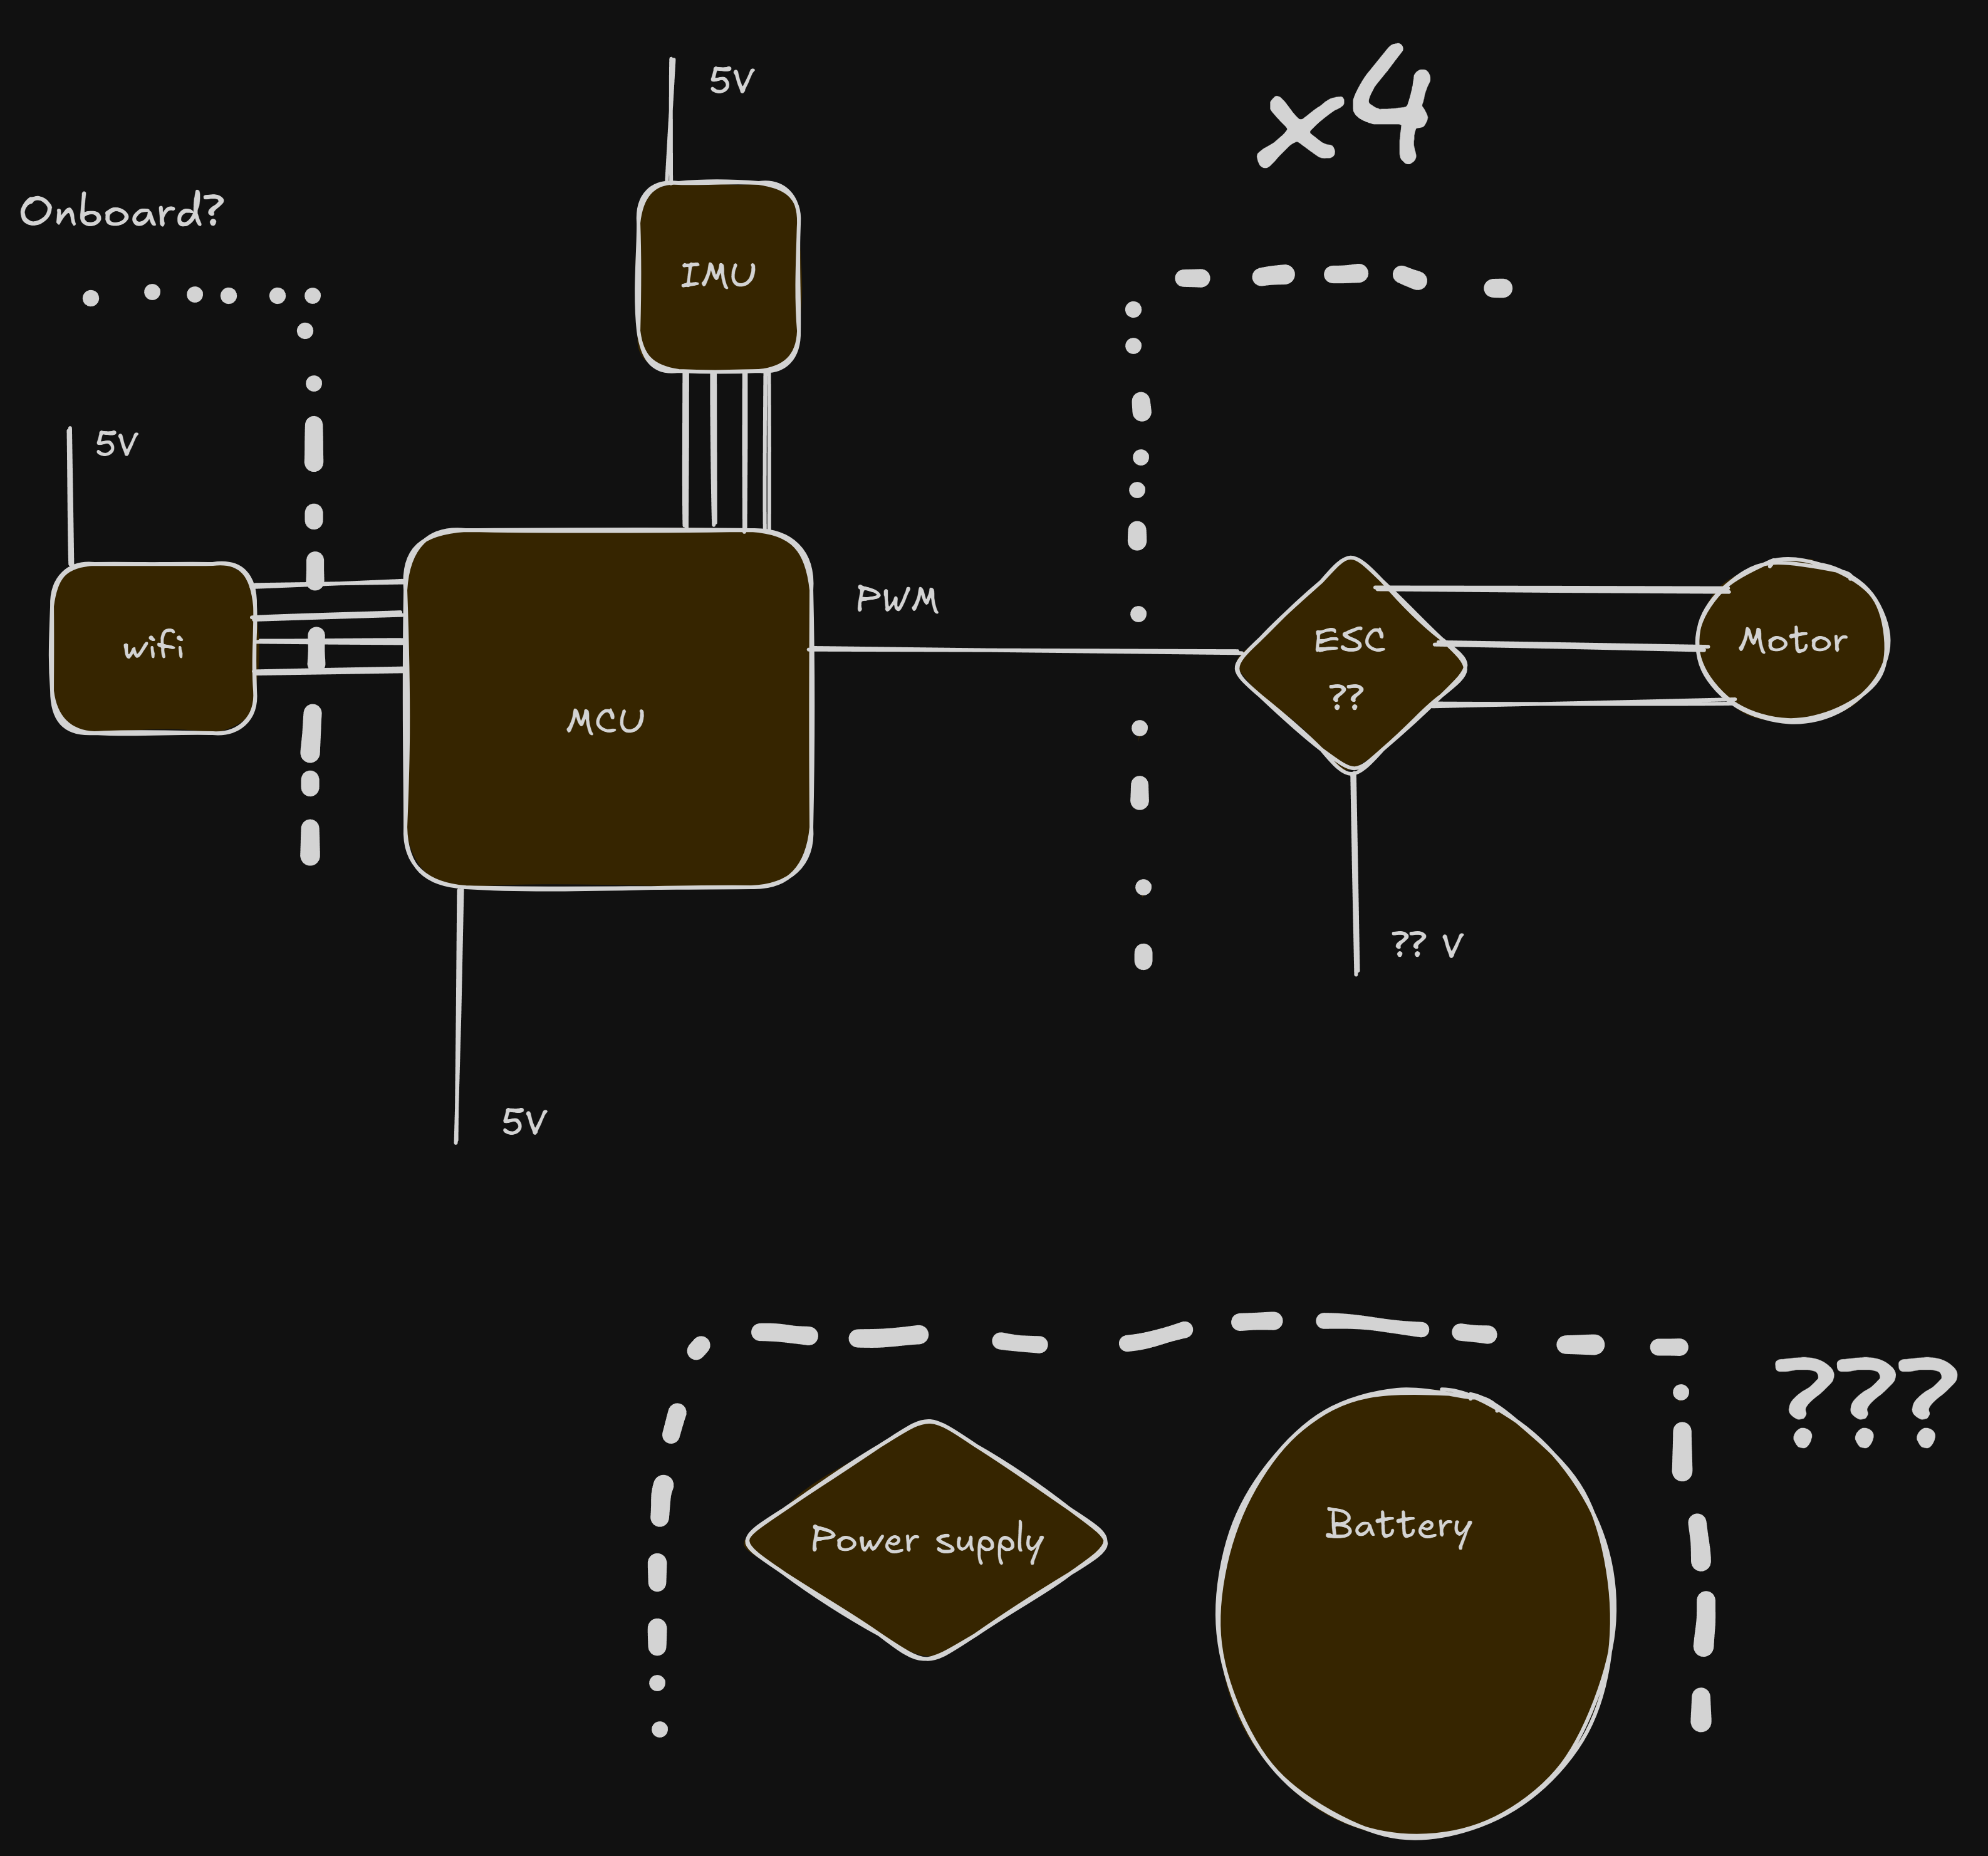 5V
x4
Onboard?
IMU
5V
PWM
wifi
ESC
??
Motor
MCU
?? V
5V
???
Power supply
Battery